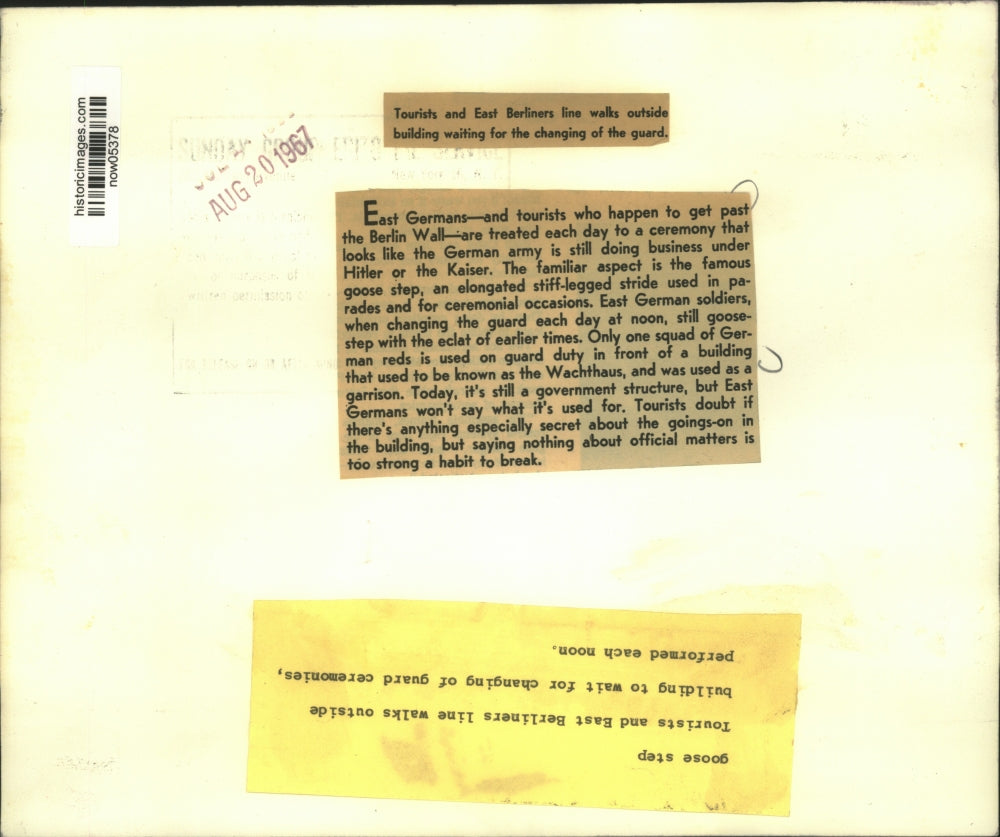 historicimages.com
now05378
AUG 20 1967
Tourists and East Berliners line walks outside
building waiting for the changing of the guard.
East Germans—and tourists who happen to get past
the Berlin Wall—are treated each day to a ceremony that
looks like the German army is still doing business under
Hitler or the Kaiser. The familiar aspect is the famous
goose step, an elongated stiff-legged stride used in pa-
rades and for ceremonial occasions. East German soldiers,
when changing the guard each day at noon, still goose-
step with the eclat of earlier times. Only one squad of Ger-
man reds is used on guard duty in front of a building
that used to be known as the Wachthaus, and was used as a
garrison. Today, it's still a government structure, but East
Germans won't say what it's used for. Tourists doubt if
there's anything especially secret about the goings-on in
the building, but saying nothing about official matters is
too strong a habit to break.
goose step
Tourists and East Berliners line walks outside
building to wait for changing of guard ceremonies,
performed each noon.